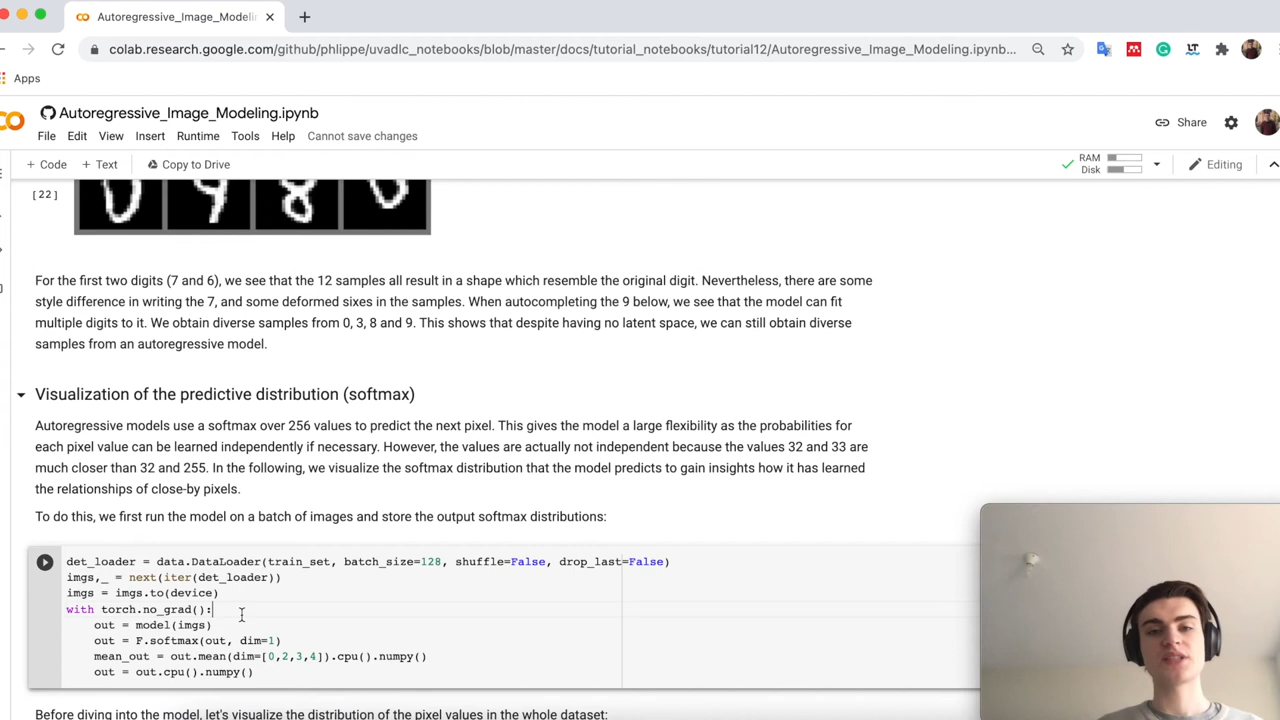 Autoregressive_Image_Modeli
colab.research.google.com/github/phlippe/uvadlc_notebooks/blob/master/docs/tutorial_notebooks/tutorial12/Autoregressive_Image_Modeling.ipynb...
Apps
Autoregressive_Image_Modeling.ipynb
File Edit View Insert Runtime Tools Help Cannot save changes
Share
+ Code + Text Copy to Drive
RAM
Disk
Editing
[22]
For the first two digits (7 and 6), we see that the 12 samples all result in a shape which resemble the original digit. Nevertheless, there are some
style difference in writing the 7, and some deformed sixes in the samples. When autocompleting the 9 below, we see that the model can fit
multiple digits to it. We obtain diverse samples from 0, 3, 8 and 9. This shows that despite having no latent space, we can still obtain diverse
samples from an autoregressive model.
Visualization of the predictive distribution (softmax)
Autoregressive models use a softmax over 256 values to predict the next pixel. This gives the model a large flexibility as the probabilities for
each pixel value can be learned independently if necessary. However, the values are actually not independent because the values 32 and 33 are
much closer than 32 and 255. In the following, we visualize the softmax distribution that the model predicts to gain insights how it has learned
the relationships of close-by pixels.
To do this, we first run the model on a batch of images and store the output softmax distributions:
det_loader = data.DataLoader(train_set, batch_size=128, shuffle=False, drop_last=False)
imgs,_ = next(iter(det_loader))
imgs = imgs.to(device)
with torch.no_grad():
out = model(imgs)
out = F.softmax(out, dim=1)
mean_out = out.mean(dim=[0,2,3,4]).cpu().numpy()
out = out.cpu().numpy()
Before diving into the model, let's visualize the distribution of the pixel values in the whole dataset: